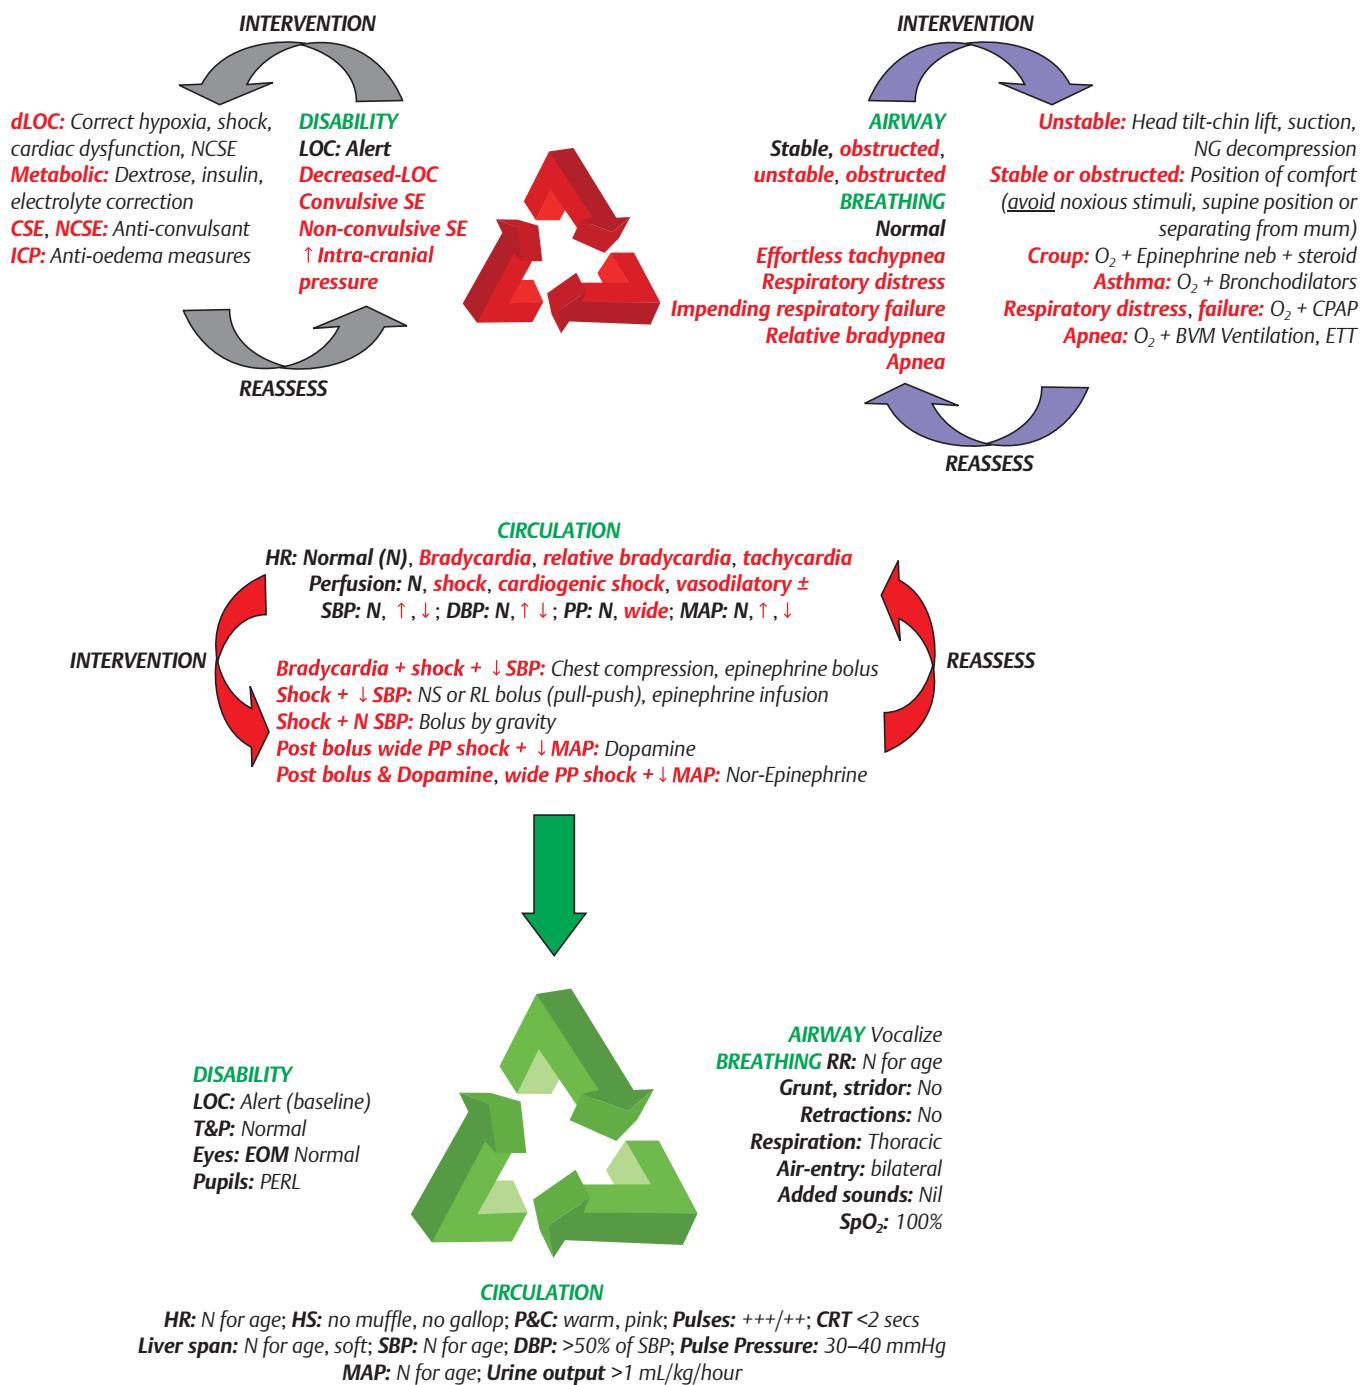 INTERVENTION
dLOC: Correct hypoxia, shock,
cardiac dysfunction, NCSE
Metabolic: Dextrose, insulin,
electrolyte correction
CSE, NCSE: Anti-convulsant
ICP: Anti-oedema measures
DISABILITY
LOC: Alert
Decreased-LOC
Convulsive SE
Non-convulsive SE
↑ Intra-cranial
pressure
REASSESS
INTERVENTION
AIRWAY
Stable, obstructed,
unstable, obstructed
BREATHING
Normal
Effortless tachypnea
Respiratory distress
Impending respiratory failure
Relative bradypnea
Apnea
Unstable: Head tilt-chin lift, suction,
NG decompression
Stable or obstructed: Position of comfort
(avoid noxious stimuli, supine position or
separating from mum)
Croup: O₂ + Epinephrine neb + steroid
Asthma: O₂ + Bronchodilators
Respiratory distress, failure: O₂ + CPAP
Apnea: O₂ + BVM Ventilation, ETT
REASSESS
CIRCULATION
HR: Normal (N), Bradycardia, relative bradycardia, tachycardia
Perfusion: N, shock, cardiogenic shock, vasodilatory ±
SBP: N, ↑, ↓; DBP: N, ↑ ↓; PP: N, wide; MAP: N, ↑, ↓
INTERVENTION
Bradycardia + shock + ↓ SBP: Chest compression, epinephrine bolus
Shock + ↓ SBP: NS or RL bolus (pull-push), epinephrine infusion
Shock + N SBP: Bolus by gravity
Post bolus wide PP shock + ↓ MAP: Dopamine
Post bolus & Dopamine, wide PP shock + ↓ MAP: Nor-Epinephrine
REASSESS
DISABILITY
LOC: Alert (baseline)
T&P: Normal
Eyes: EOM Normal
Pupils: PERL
AIRWAY Vocalize
BREATHING RR: N for age
Grunt, stridor: No
Retractions: No
Respiration: Thoracic
Air-entry: bilateral
Added sounds: Nil
SpO₂: 100%
CIRCULATION
HR: N for age; HS: no muffle, no gallop; P&C: warm, pink; Pulses: +++/++; CRT <2 secs
Liver span: N for age, soft; SBP: N for age; DBP: >50% of SBP; Pulse Pressure: 30–40 mmHg
MAP: N for age; Urine output >1 mL/kg/hour